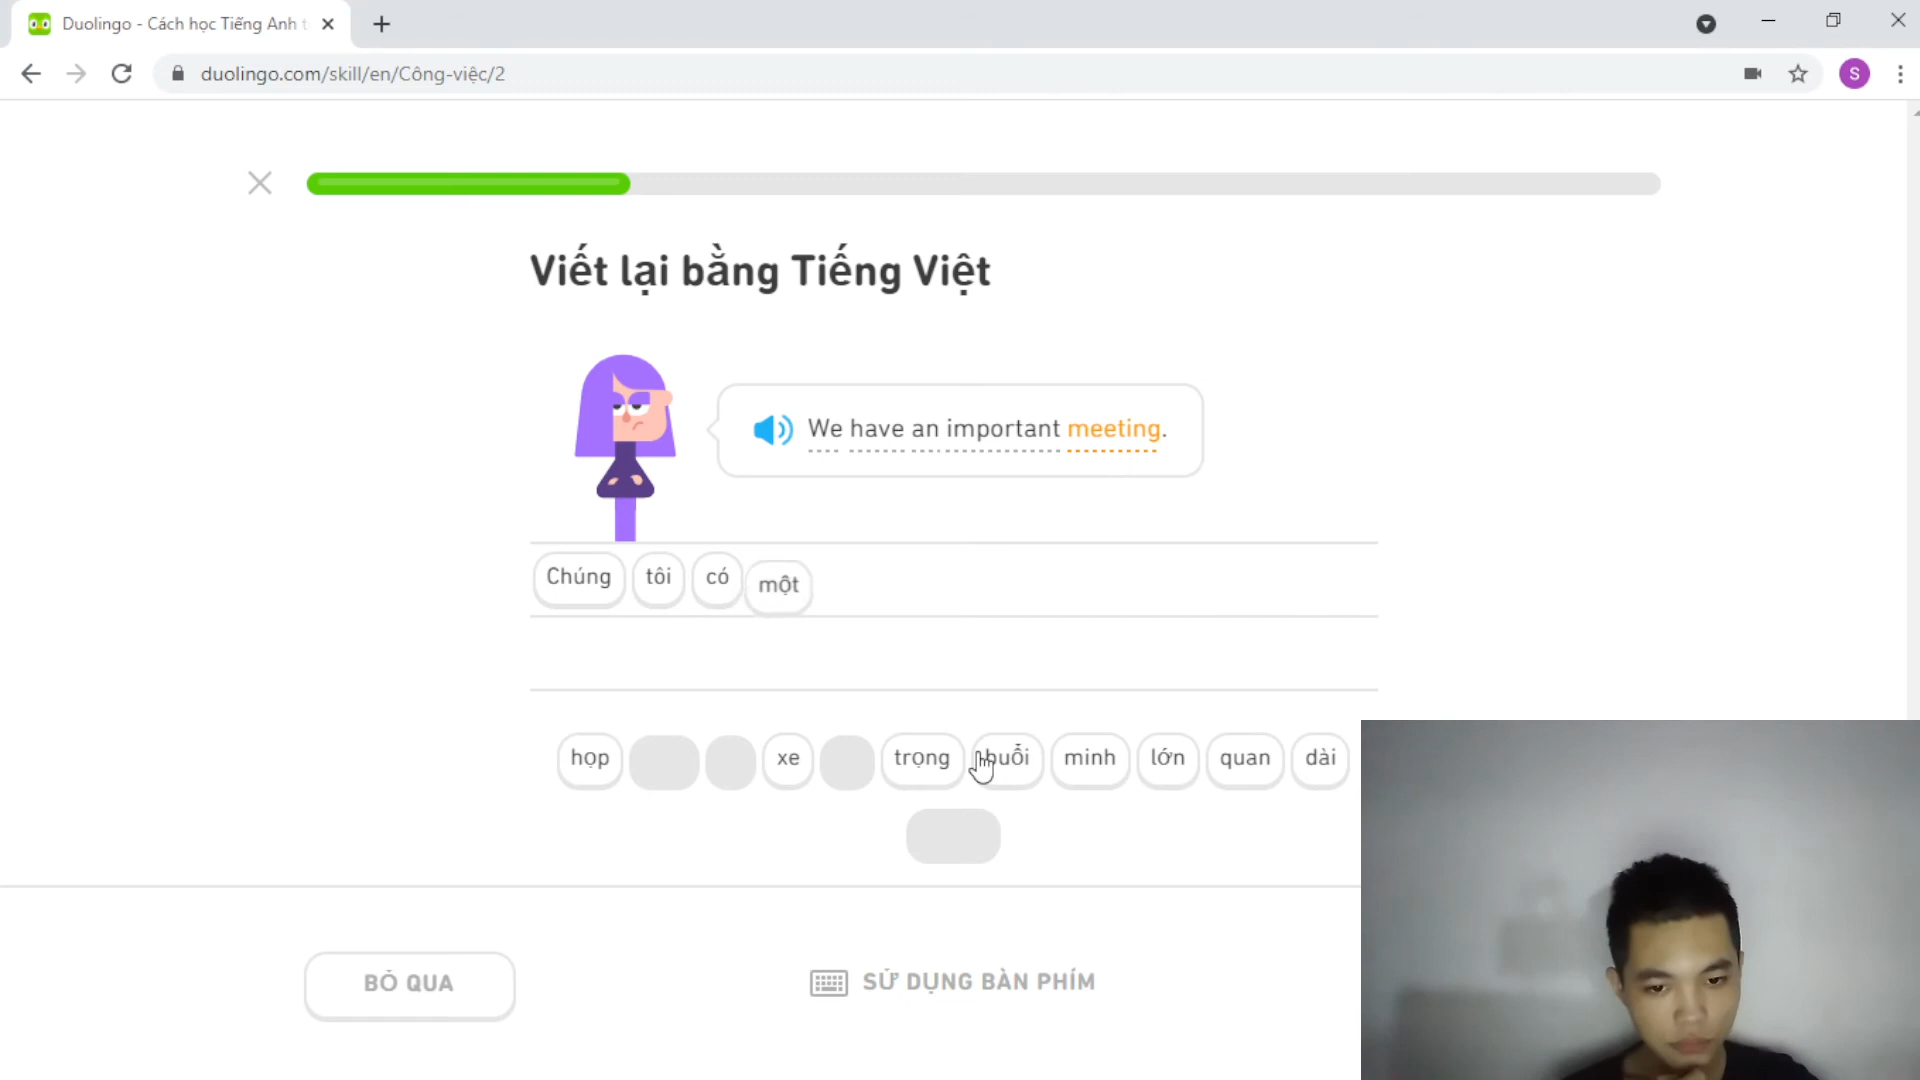 Duolingo - Cách học Tiếng Anh t
duolingo.com/skill/en/Công-việc/2
S
Viết lại bằng Tiếng Việt
We have an important meeting.
Chúng tôi có một
họp xe trọng buổi minh lớn quan dài
BỎ QUA
SỬ DỤNG BÀN PHÍM